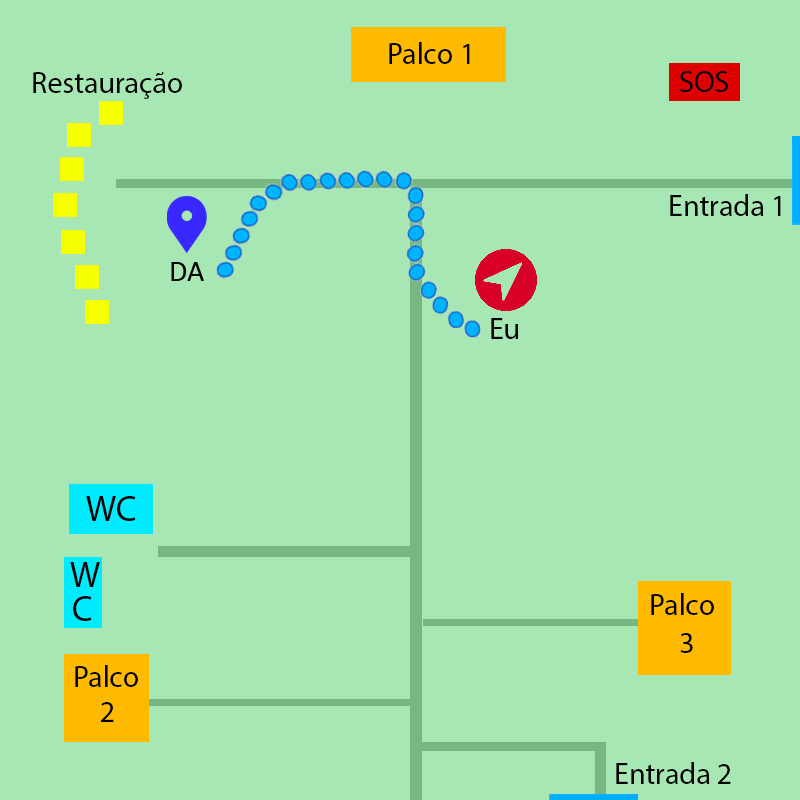 Palco 1
Restauração
SOS
Entrada 1
DA
Eu
WC
W
C
Palco
3
Palco
2
Entrada 2